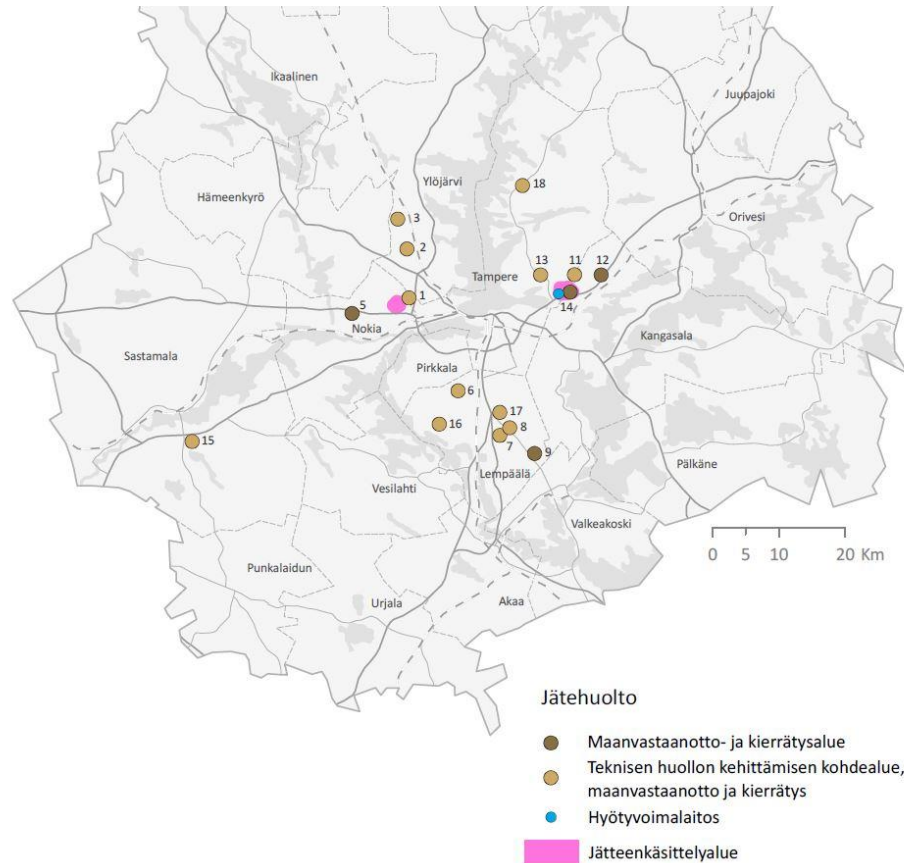 Ikaalinen
Juupajoki
Ylöjärvi
18
Hämeenkyrö
3
Orivesi
2
13
11
12
Tampere
1
5
14
Nokia
Kangasala
Sastamala
Pirkkala
6
17
16
8
15
7
9
Pälkäne
Lempäälä
Vesilahti
Valkeakoski
0 5 10 20 Km
Punkalaidun
Urjala
Akaa
Jätehuolto
Maanvastaanotto- ja kierrätysalue
Teknisen huollon kehittämisen kohdealue,
maanvastaanotto ja kierrätys
Hyötyvoimalaitos
Jätteenkäsittelyalue